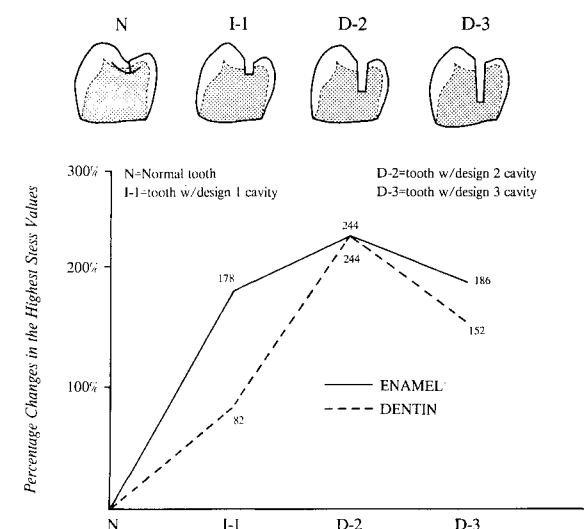 N I-1 D-2 D-3
300%
N=Normal tooth
I-1=tooth w/design 1 cavity
D-2=tooth w/design 2 cavity
D-3=tooth w/design 3 cavity
Percentage Changes in the Highest Stess Values
244
244
200%
178
186
152
100%
82
ENAMEL
DENTIN
N I-1 D-2 D-3